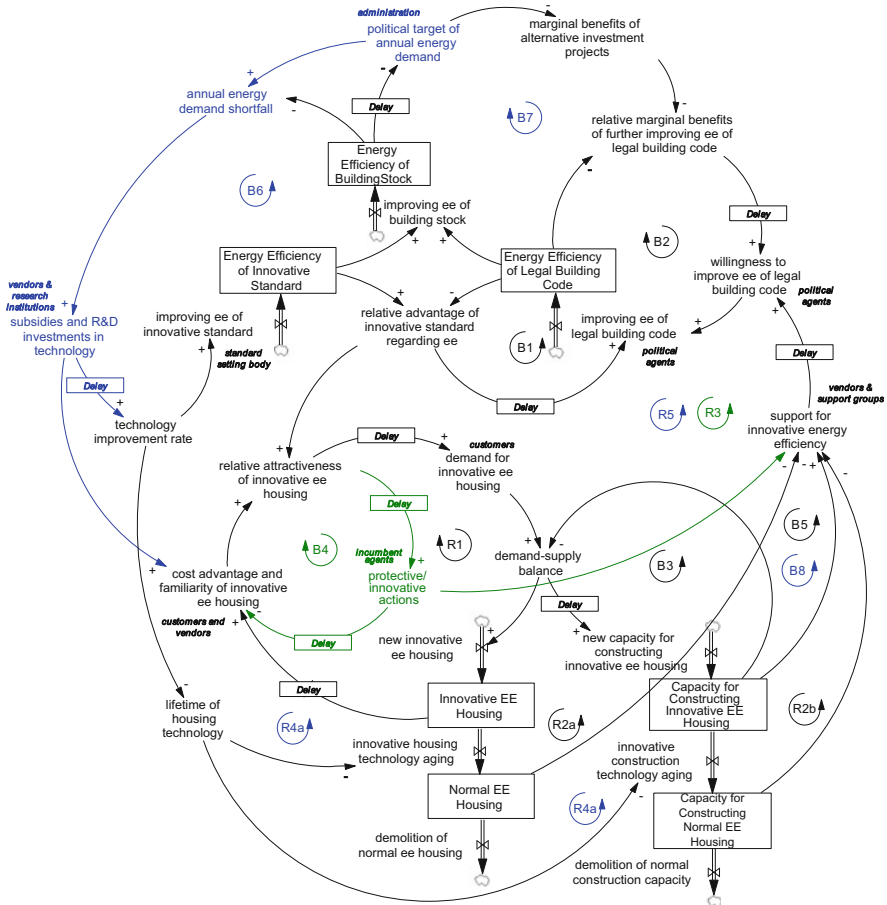 administration
political target of
annual energy
demand
marginal benefits of
alternative investment
projects
annual energy
demand shortfall
Delay
B7
relative marginal benefits
of further improving ee of
legal building code
Energy
Efficiency of
BuildingStock
B6
improving ee of
building stock
Delay
B2
Energy Efficiency
of Innovative
Standard
Energy Efficiency
of Legal Building
Code
willingness to
improve ee of legal
building code
political
agents
vendors &
research
institutions
subsidies and R&D
investments in
technology
improving ee of
innovative standard
standard
setting body
relative advantage of
innovative standard
regarding ee
B1
improving ee of
legal building code
political
agents
Delay
Delay
Delay
vendors &
support groups
R5
R3
support for
innovative energy
efficiency
technology
improvement rate
Delay
customers
demand for
innovative ee
housing
relative attractiveness
of innovative ee
housing
Delay
B4
R1
B5
B3
B8
incumbent
agents
protective/
innovative
actions
demand-supply
balance
cost advantage and
familiarity of innovative
ee housing
customers and
vendors
Delay
Delay
new innovative
ee housing
new capacity for
constructing
innovative ee housing
Delay
lifetime of
housing
technology
R4a
Innovative EE
Housing
R2a
Capacity for
Constructing
Innovative EE
Housing
R2b
innovative housing
technology aging
innovative
construction
technology aging
Normal EE
Housing
R4a
Capacity for
Constructing
Normal EE
Housing
demolition of
normal ee housing
demolition of normal
construction capacity